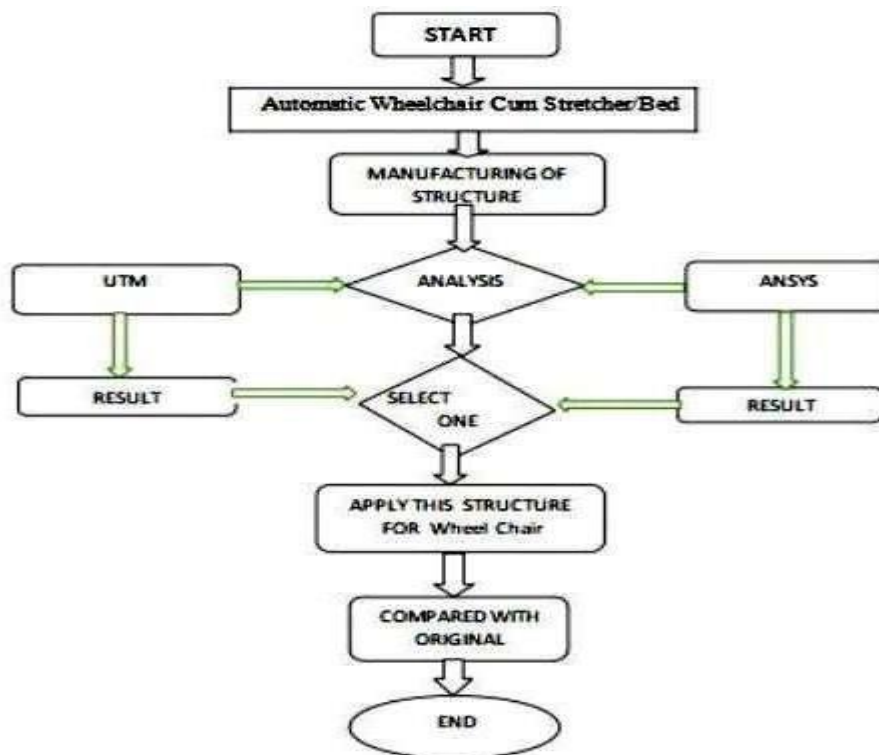 START
Automatic Wheelchair Cum Stretcher/Bed
MANUFACTURING OF
STRUCTURE
UTM
ANALYSIS
ANSYS
RESULT
SELECT
ONE
RESULT
APPLY THIS STRUCTURE
FOR Wheel Chair
COMPARED WITH
ORIGINAL
END